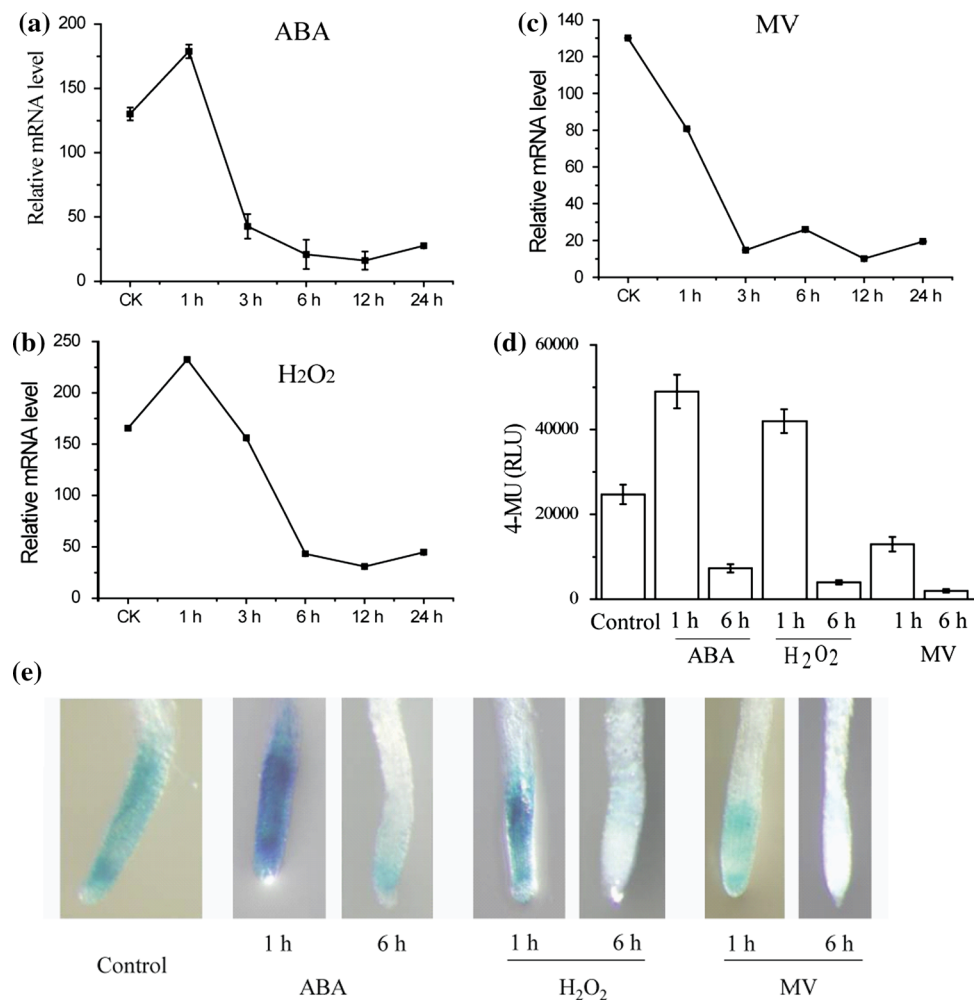 (a)
ABA
Relative mRNA level
200
150
100
50
0
CK 1 h 3 h 6 h 12 h 24 h
(b)
H2O2
Relative mRNA level
250
200
150
100
50
0
CK 1 h 3 h 6 h 12 h 24 h
(c)
MV
Relative mRNA level
140
120
100
80
60
40
20
0
CK 1 h 3 h 6 h 12 h 24 h
(d)
4-MU (RLU)
60000
40000
20000
0
Control 1 h 6 h 1 h 6 h 1 h 6 h
ABA H2O2 MV
(e)
1 h 6 h 1 h 6 h 1 h 6 h
Control
ABA H2O2 MV